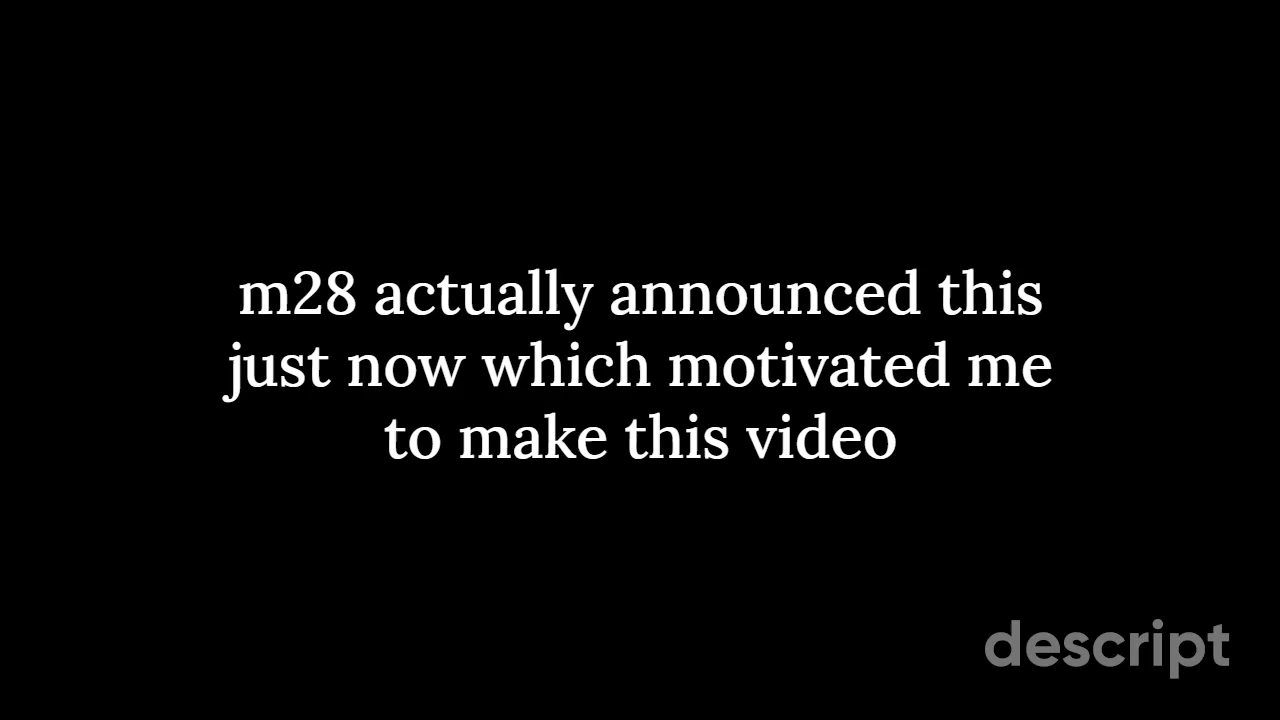 m28 actually announced this
just now which motivated me
to make this video
descript